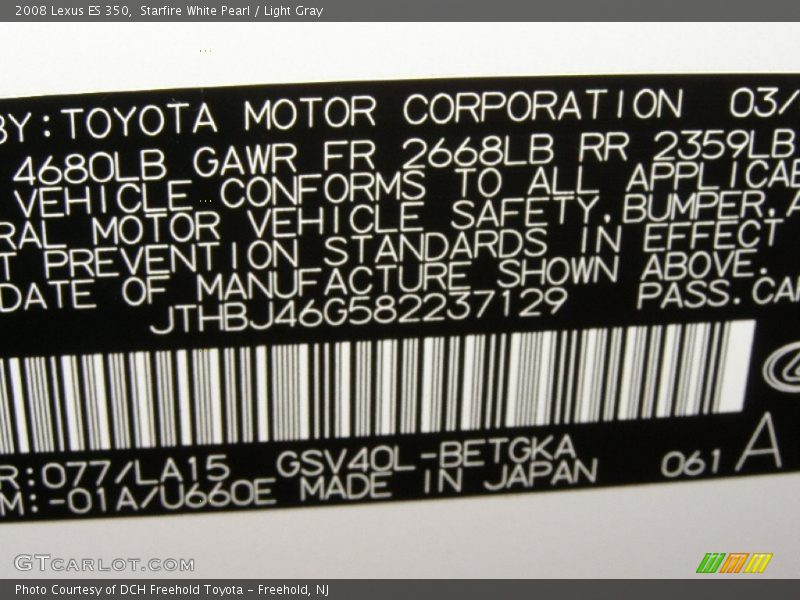 2008 Lexus ES 350, Starfire White Pearl / Light Gray
BY: TOYOTA MOTOR CORPORATION 03/
4680LB GAWR FR 2668LB RR 2359LB
VEHICLE CONFORMS TO ALL APPLICAB
RAL MOTOR VEHICLE SAFETY, BUMPER, A
T PREVENTION STANDARDS IN EFFECT
DATE OF MANUFACTURE SHOWN ABOVE.
JTHBJ46G582237129 PASS. CAR
R: 077/LA15 GSV40L-BETGKA
M: -01A/U660E MADE IN JAPAN 061 A
GTCARLOT.COM
Photo Courtesy of DCH Freehold Toyota - Freehold, NJ